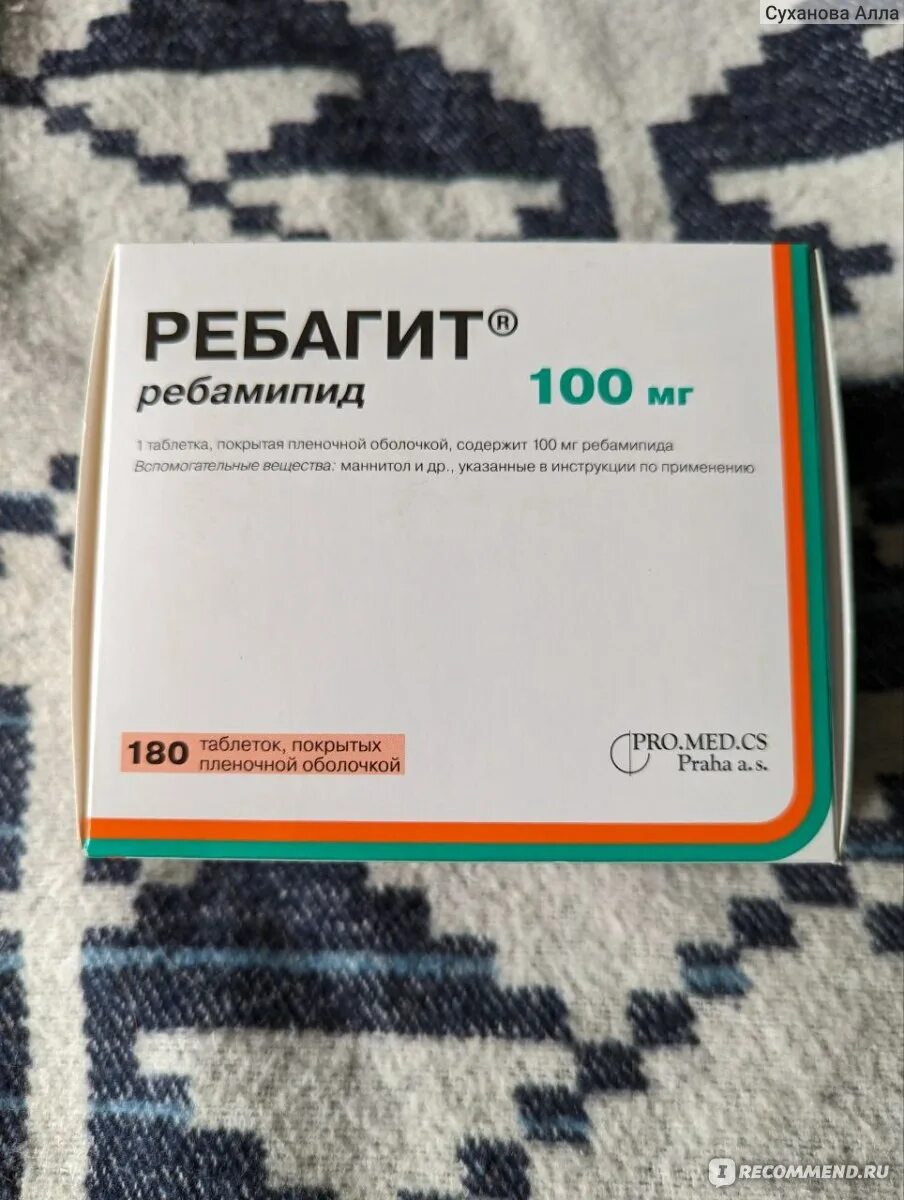 Суханова Алла
РЕБАГИТ®
ребамипид
100 мг
1 таблетка, покрытая пленочной оболочкой, содержит 100 мг ребамипида
Вспомогательные вещества: маннитол и др., указанные в инструкции по применению
180 таблеток, покрытых
пленочной оболочкой
PRO.MED.CS
Praha a.s.
IRECOMMEND.RU